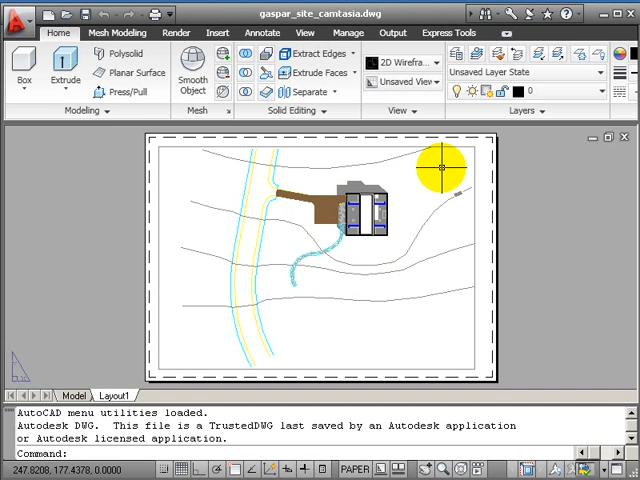 gaspar_site_camtasia.dwg
Home Mesh Modeling Render Insert Annotate View Manage Output Express Tools
Box
Extrude
Polysolid
Planar Surface
Press/Pull
Smooth Object
Extract Edges
Extrude Faces
Separate
2D Wirefra...
Unsaved View
Unsaved Layer State
0
Modeling Mesh Solid Editing View Layers
Model Layout1
AutoCAD menu utilities loaded.
Autodesk DWG. This file is a TrustedDWG last saved by an Autodesk application
or Autodesk licensed application.
Command:
247.8208, 177.4378, 0.0000 PAPER